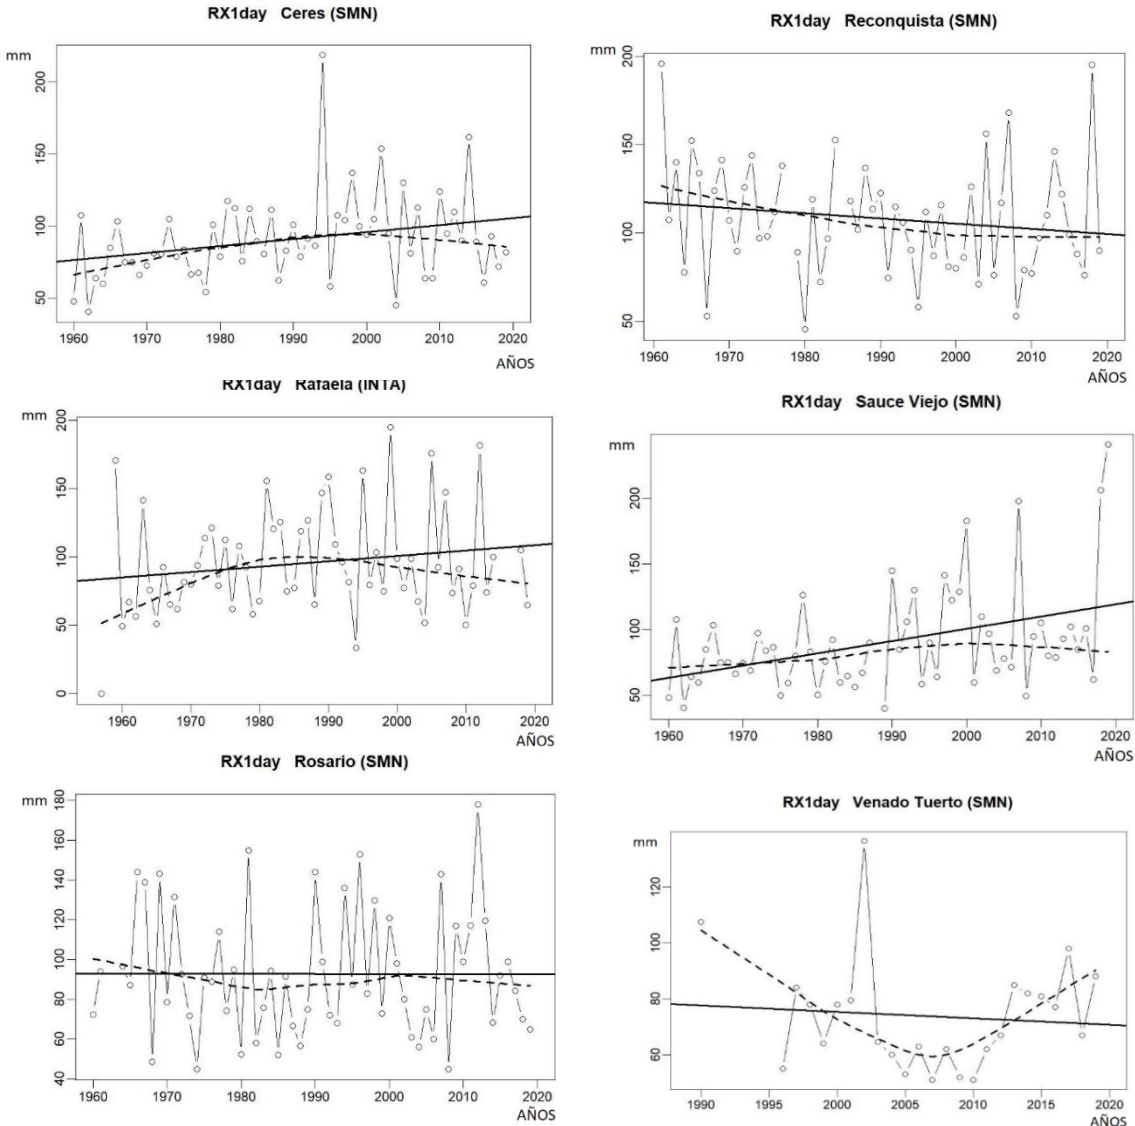 RX1day Ceres (SMN)
mm
200
150
100
50
1960 1970 1980 1990 2000 2010 2020
AÑOS
RX1day Reconquista (SMN)
mm
200
150
100
50
1960 1970 1980 1990 2000 2010 2020
AÑOS
RX1day Rafaela (INTA)
mm
200
150
100
50
0
1960 1970 1980 1990 2000 2010 2020
AÑOS
RX1day Sauce Viejo (SMN)
mm
200
150
100
50
1960 1970 1980 1990 2000 2010 2020
AÑOS
RX1day Rosario (SMN)
mm
180
160
140
120
100
80
60
40
1960 1970 1980 1990 2000 2010 2020
AÑOS
RX1day Venado Tuerto (SMN)
mm
120
100
80
60
1990 1995 2000 2005 2010 2015 2020
AÑOS